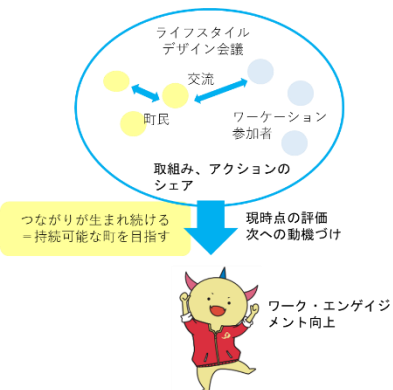 ライフスタイル
デザイン会議
交流
町民
ワーケーション
参加者
取組み、アクションの
シェア
つながりが生まれ続ける
＝持続可能な町を目指す
現時点の評価
次への動機づけ
ワーク・エンゲイジ
メント向上